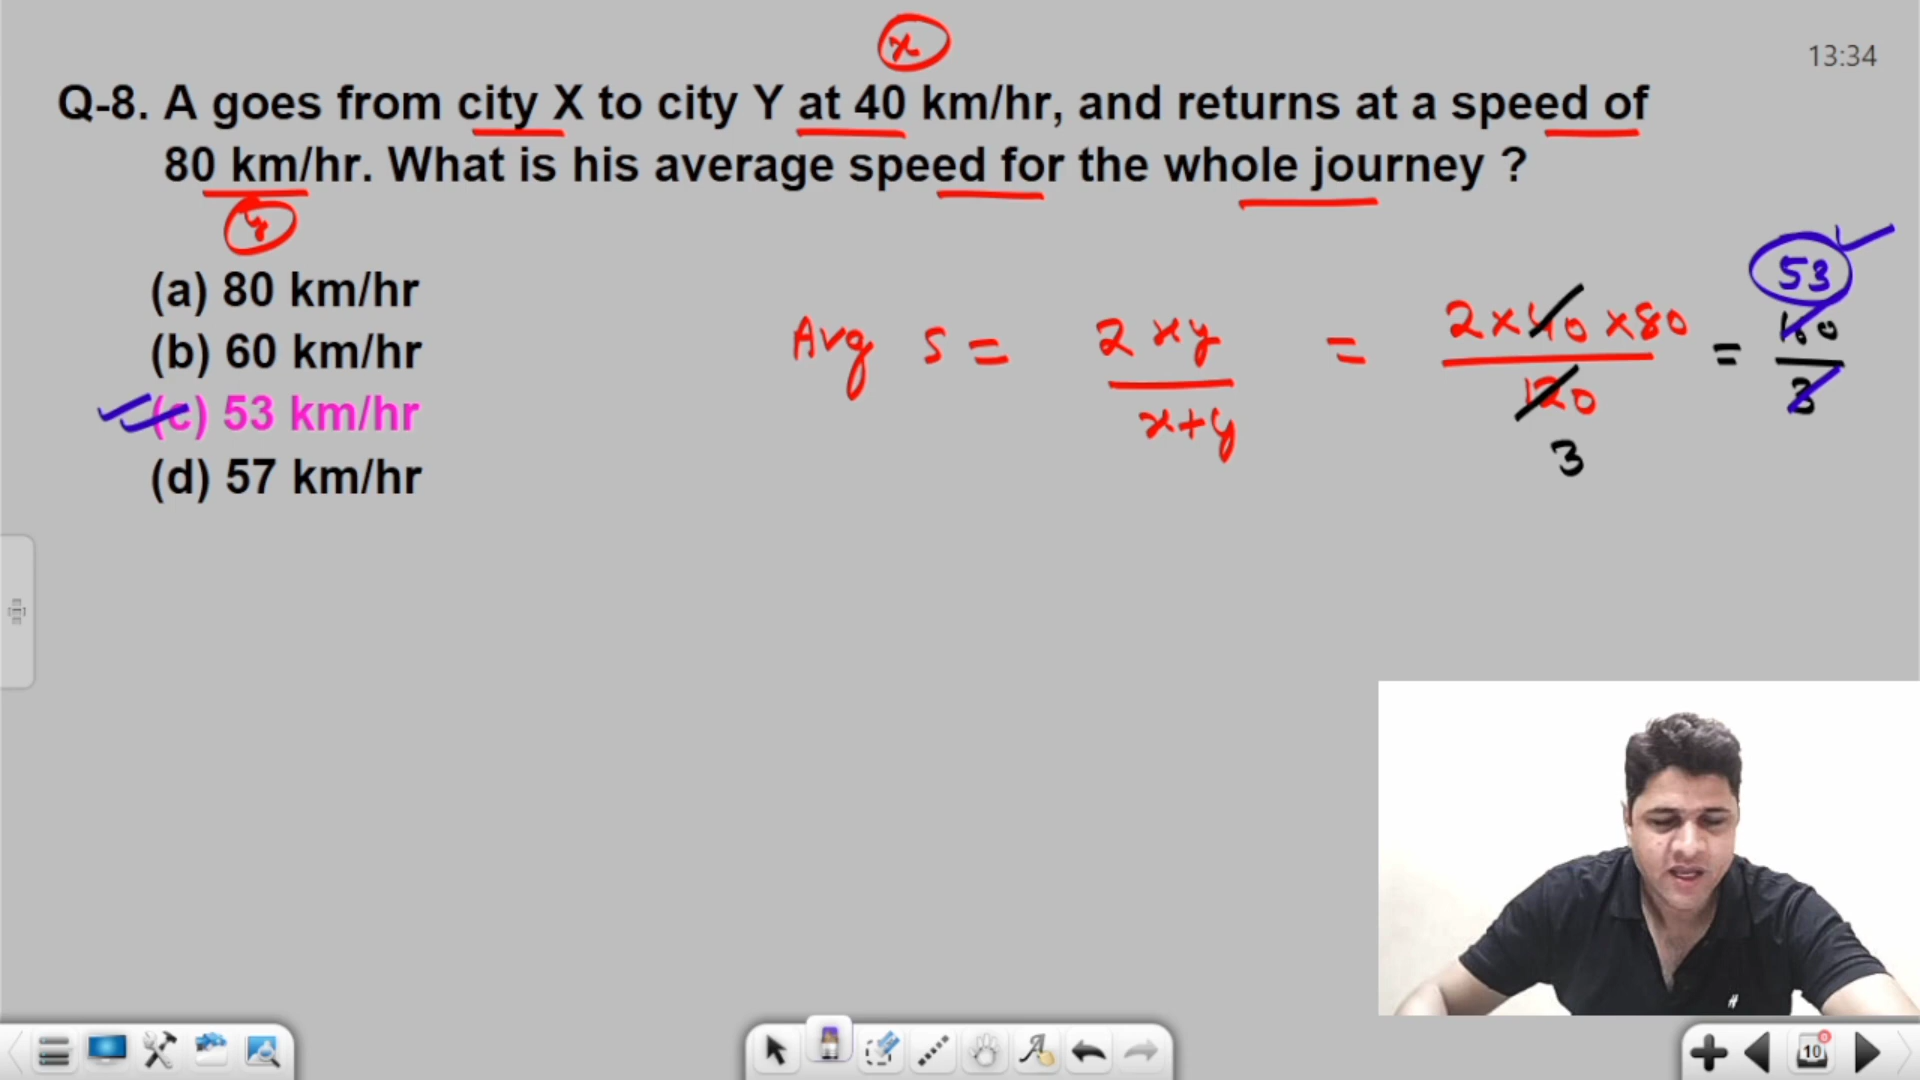 x
13:34
Q-8. A goes from city X to city Y at 40 km/hr, and returns at a speed of
80 km/hr. What is his average speed for the whole journey ?
y
(a) 80 km/hr
(b) 60 km/hr
(c) 53 km/hr
(d) 57 km/hr
53
Avg S = 2xy / x+y = 2×40×80 / 120 = 160 / 3
3
10
0